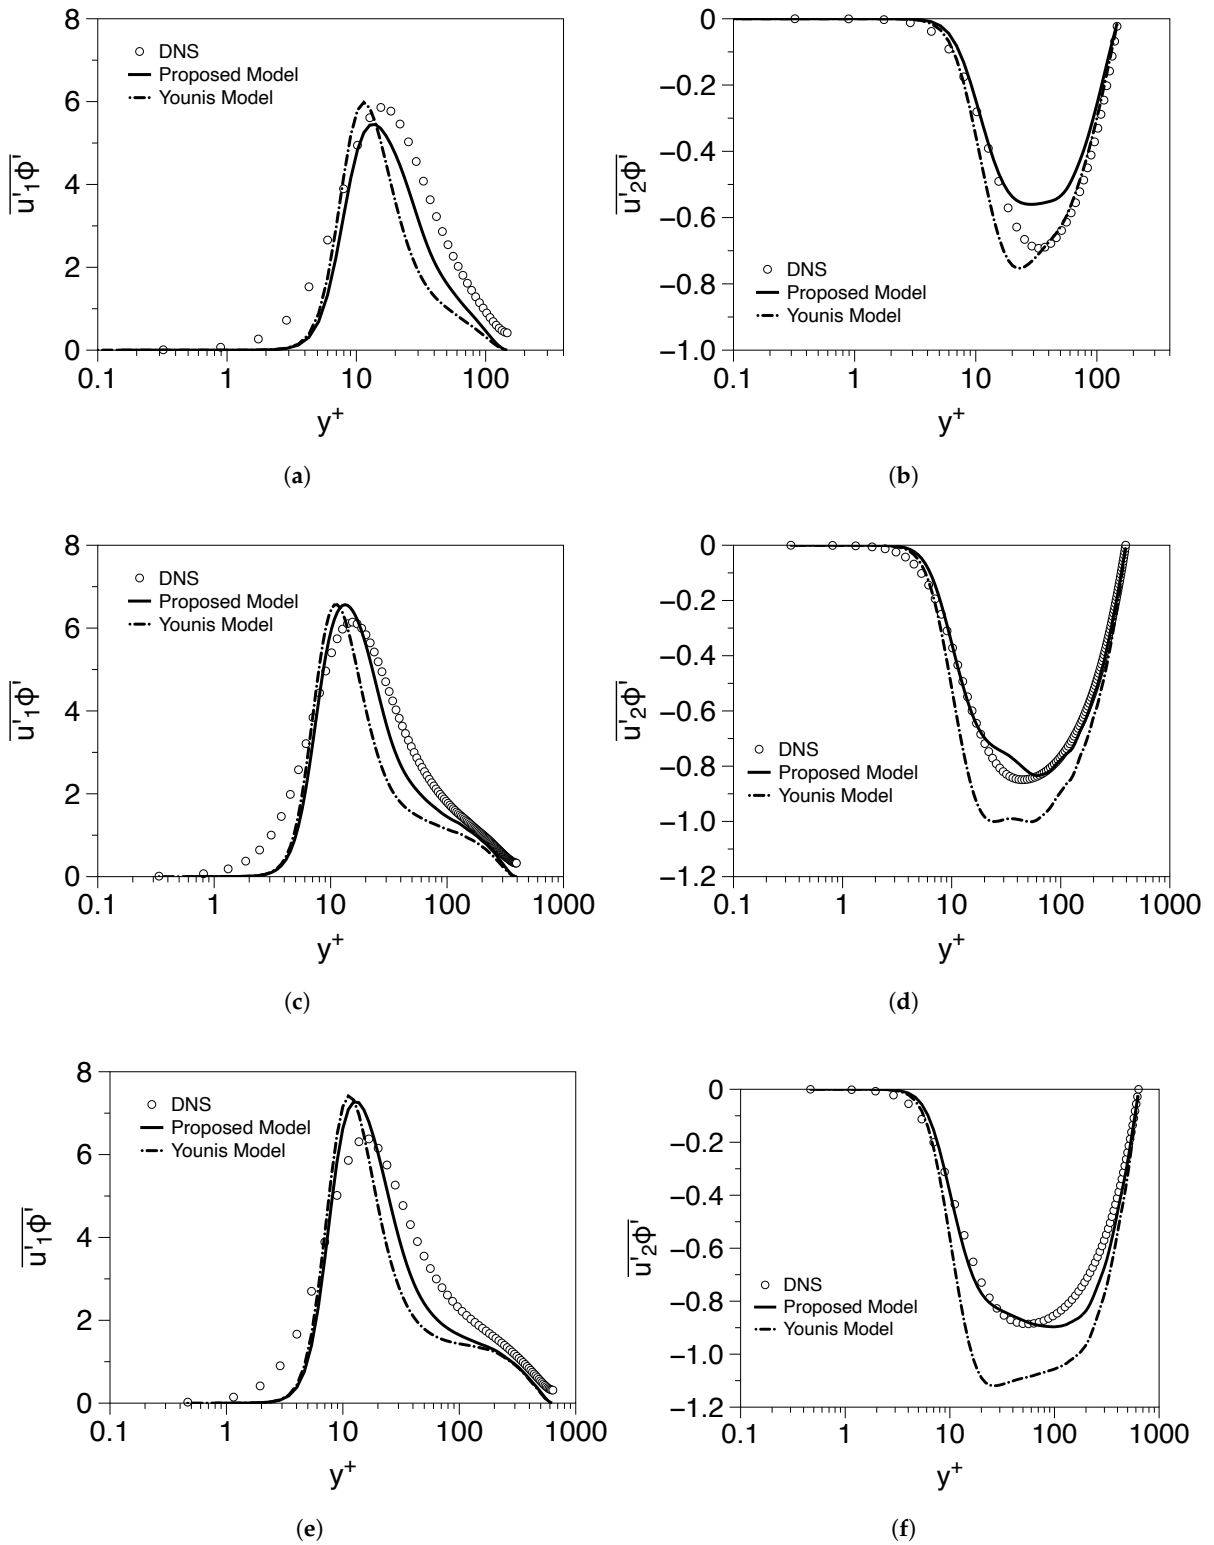 8
6
4
2
0
0.1 1 10 100
DNS
Proposed Model
Younis Model
u'1ϕ'
y+
(a)
0
−0.2
−0.4
−0.6
−0.8
−1.0
0.1 1 10 100
DNS
Proposed Model
Younis Model
u'2ϕ'
y+
(b)
8
6
4
2
0
0.1 1 10 100 1000
DNS
Proposed Model
Younis Model
u'1ϕ'
y+
(c)
0
−0.2
−0.4
−0.6
−0.8
−1.0
−1.2
0.1 1 10 100 1000
DNS
Proposed Model
Younis Model
u'2ϕ'
y+
(d)
8
6
4
2
0
0.1 1 10 100 1000
DNS
Proposed Model
Younis Model
u'1ϕ'
y+
(e)
0
−0.2
−0.4
−0.6
−0.8
−1.0
−1.2
0.1 1 10 100 1000
DNS
Proposed Model
Younis Model
u'2ϕ'
y+
(f)